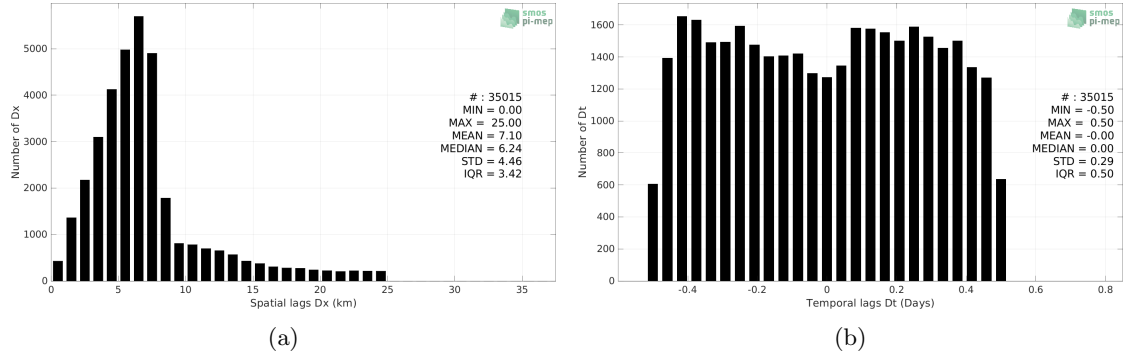 smos
pi-mep
5000
4000
3000
2000
1000
0
Number of Dx
# : 35015
MIN = 0.00
MAX = 25.00
MEAN = 7.10
MEDIAN = 6.24
STD = 4.46
IQR = 3.42
0 5 10 15 20 25 30 35
Spatial lags Dx (km)
(a)
smos
pi-mep
1600
1400
1200
1000
800
600
400
200
0
Number of Dt
# : 35015
MIN = -0.50
MAX = 0.50
MEAN = -0.00
MEDIAN = 0.00
STD = 0.29
IQR = 0.50
-0.4 -0.2 0 0.2 0.4 0.6 0.8
Temporal lags Dt (Days)
(b)